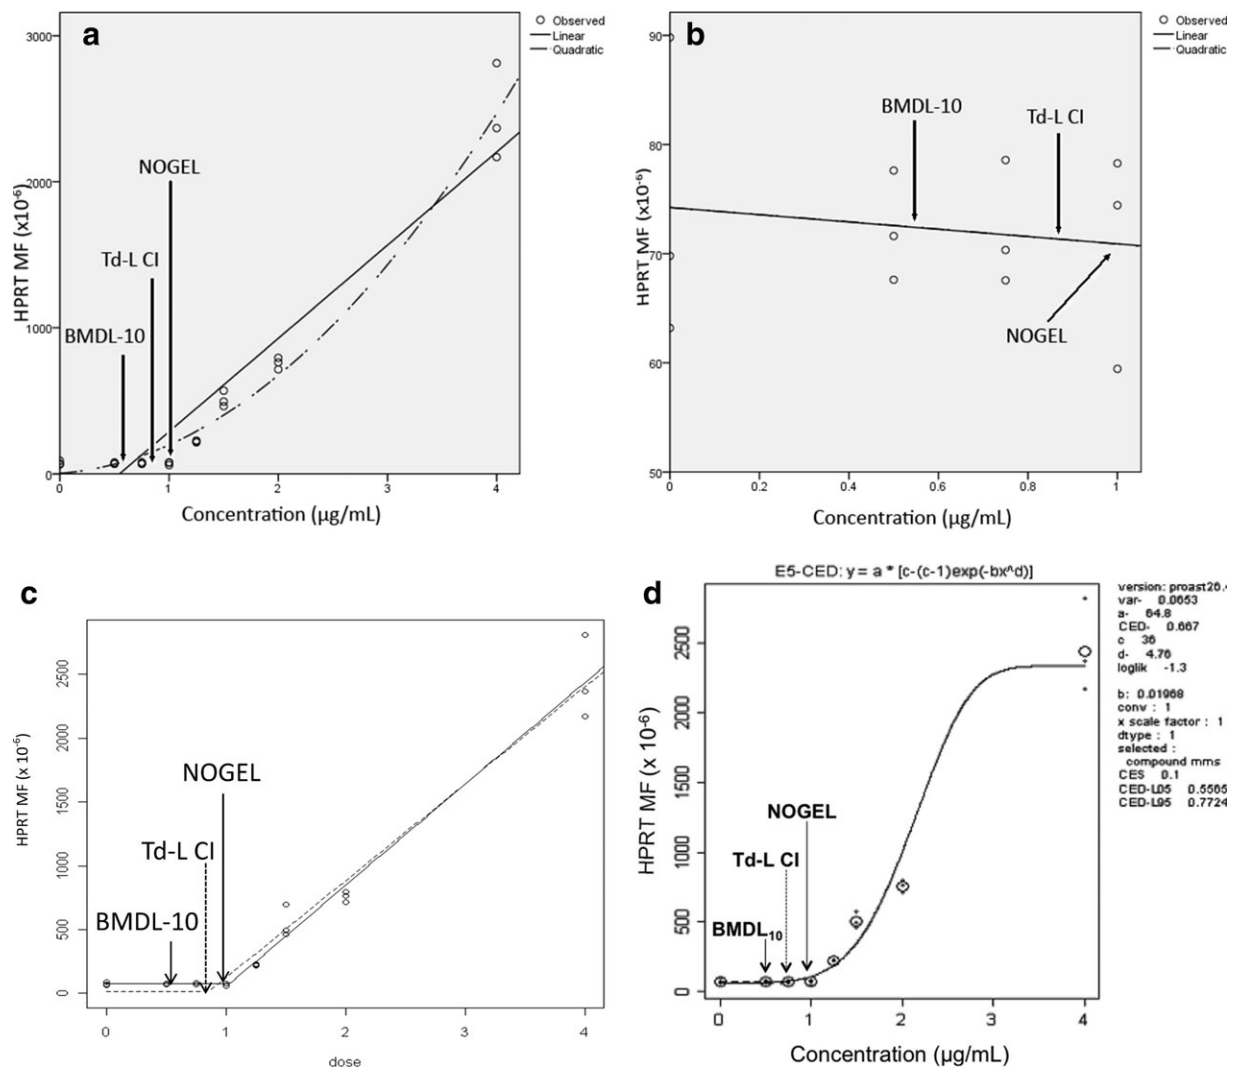 a
3000
2000
1000
0
0
1
2
4
HPRT MF (x10⁻⁶)
Concentration (µg/mL)
NOGEL
Td-L CI
BMDL-10
Observed
Linear
Quadratic
b
90
80
70
60
50
0
0.2
0.4
0.6
0.8
1
HPRT MF (x10⁻⁶)
Concentration (µg/mL)
BMDL-10
Td-L CI
NOGEL
Observed
Linear
Quadratic
c
2500
2000
1500
1000
500
0
0
1
2
3
4
HPRT MF (x 10⁻⁶)
dose
NOGEL
Td-L CI
BMDL-10
d
E5-CED: y = a * [c-(c-1)exp(-bx^d)]
2500
2000
1500
1000
500
0
0
1
2
3
4
HPRT MF (x 10⁻⁶)
Concentration (µg/mL)
NOGEL
Td-L CI
BMDL₁₀
version: proast26.
var- 0.0653
a- 64.8
CED- 0.667
c 36
d- 4.76
loglik -1.3
b: 0.01968
conv : 1
x scale factor : 1
dtype : 1
selected :
compound mms
CES 0.1
CED-L05
CED-L95 0.7724